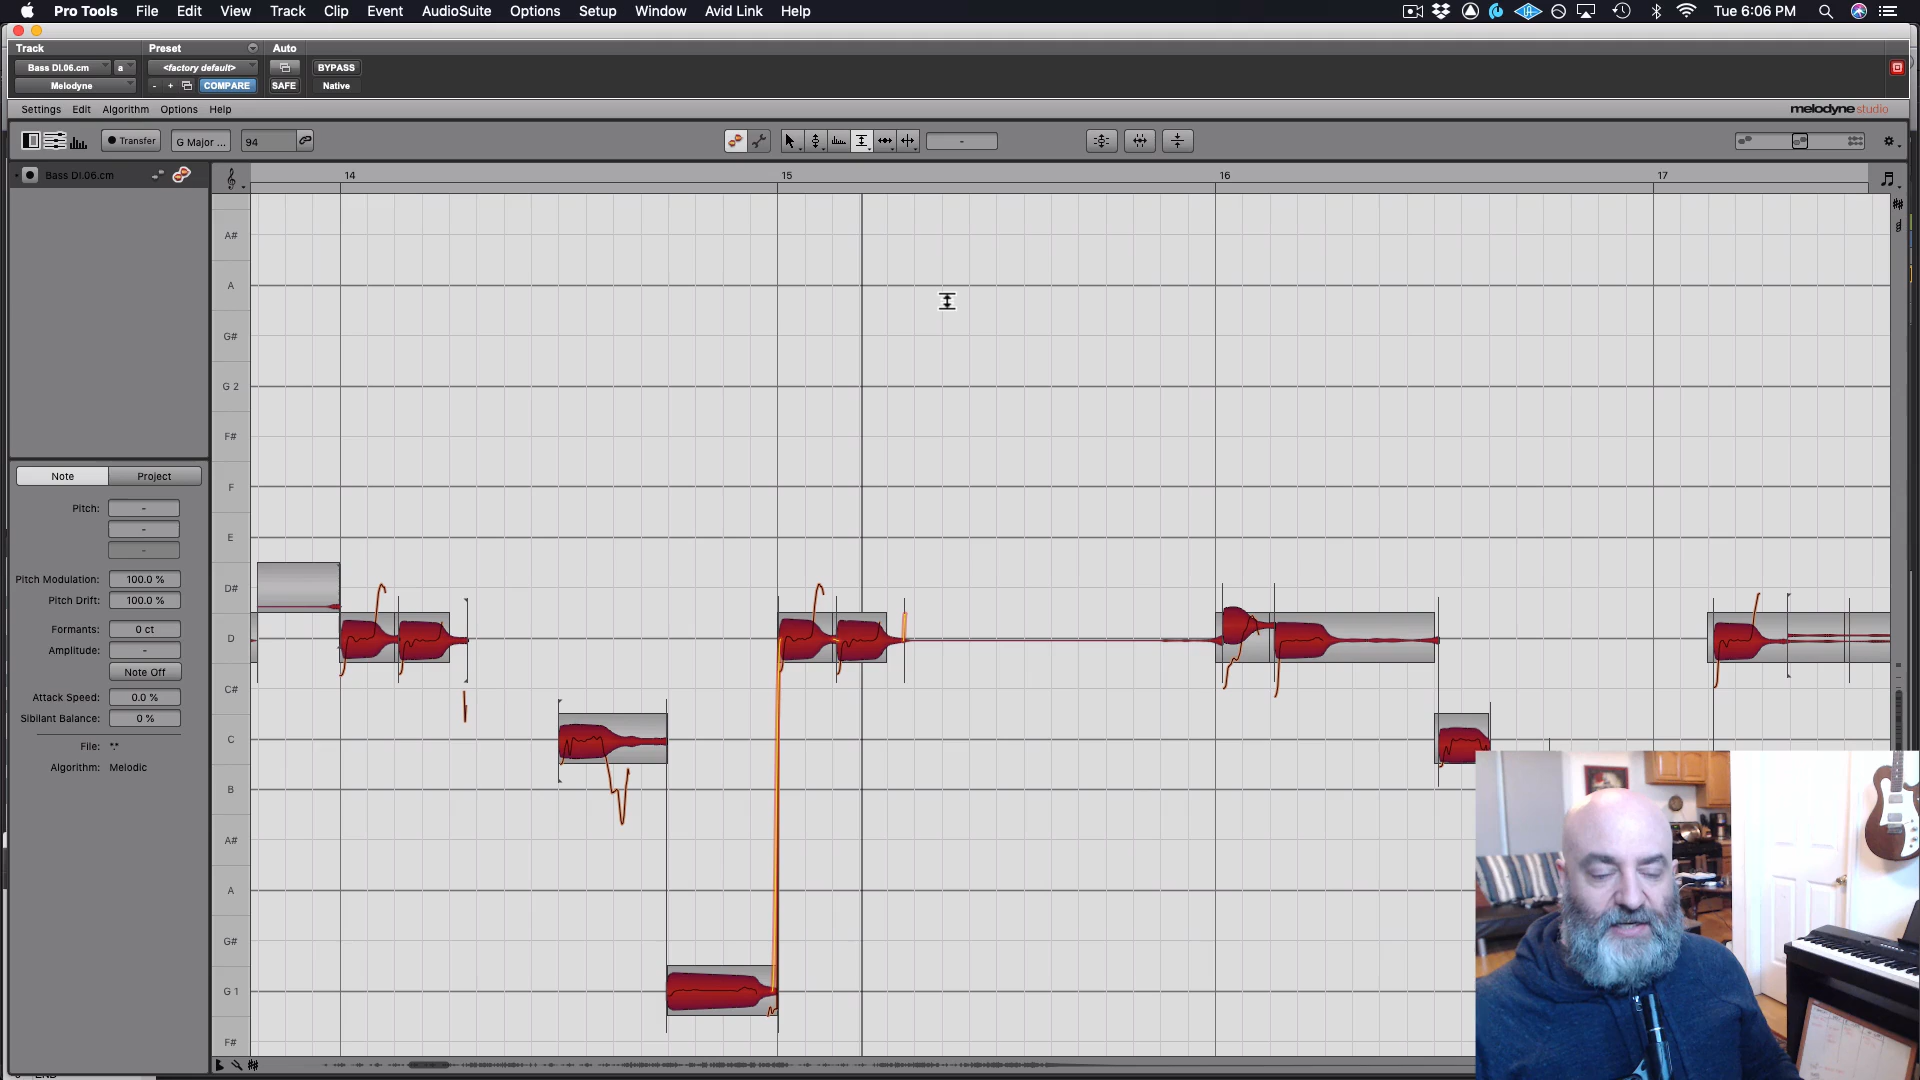 Pro Tools File Edit View Track Clip Event AudioSuite Options Setup Window Avid Link Help Tue 6:06 PM
Track Preset Auto
Bass DI.06.cm a <factory default> BYPASS
Melodyne - + COMPARE SAFE Native
Settings Edit Algorithm Options Help melodyne studio
Transfer G Major ... 94 -
Bass DI.06.cm 14 15 16 17
A#
A
G#
G 2
F#
F
E
D#
D
C#
C
B
A#
A
G#
G 1
F#
Note Project
Pitch: -
-
-
Pitch Modulation: 100.0 %
Pitch Drift: 100.0 %
Formants: 0 ct
Amplitude: -
Note Off
Attack Speed: 0.0 %
Sibilant Balance: 0 %
File: *.*
Algorithm: Melodic